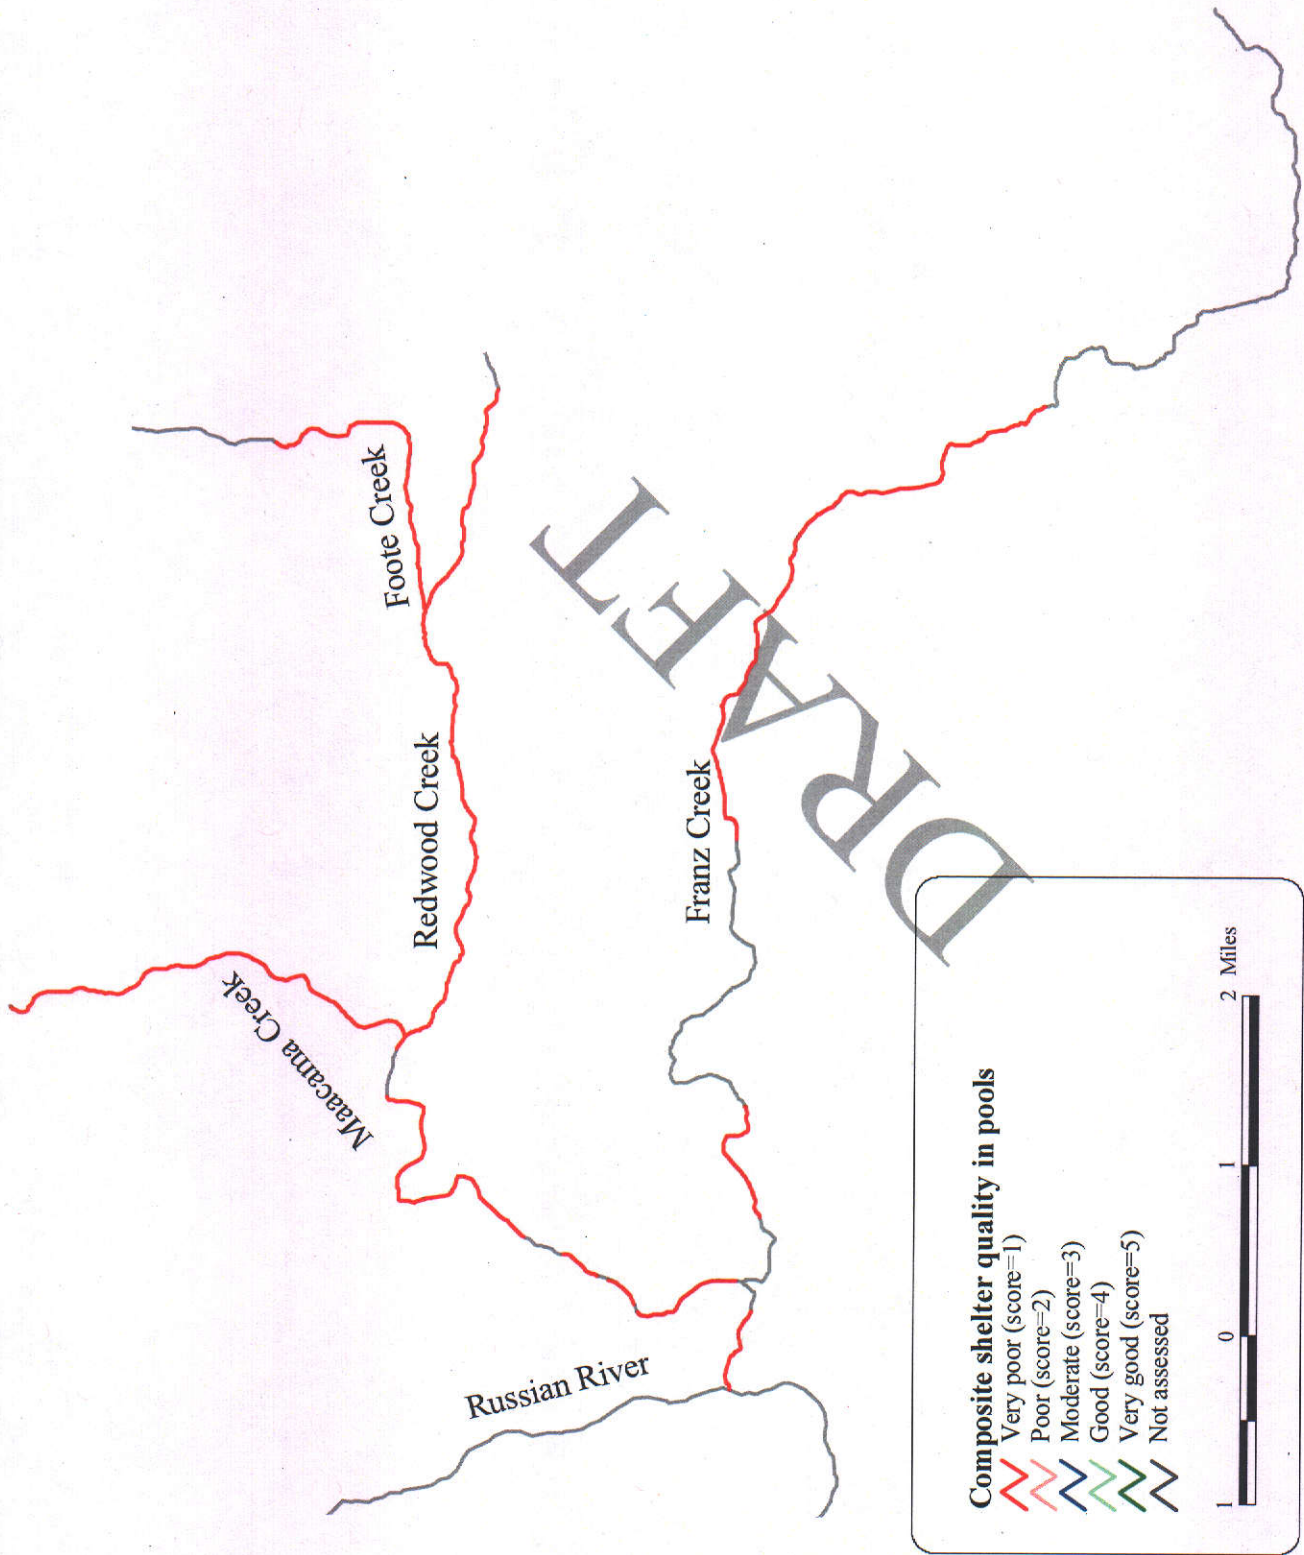 Foote Creek
Redwood Creek
Maacama Creek
Franz Creek
Russian River
DRAFT
Composite shelter quality in pools
Very poor (score=1)
Poor (score=2)
Moderate (score=3)
Good (score=4)
Very good (score=5)
Not assessed
1 0 1 2 Miles